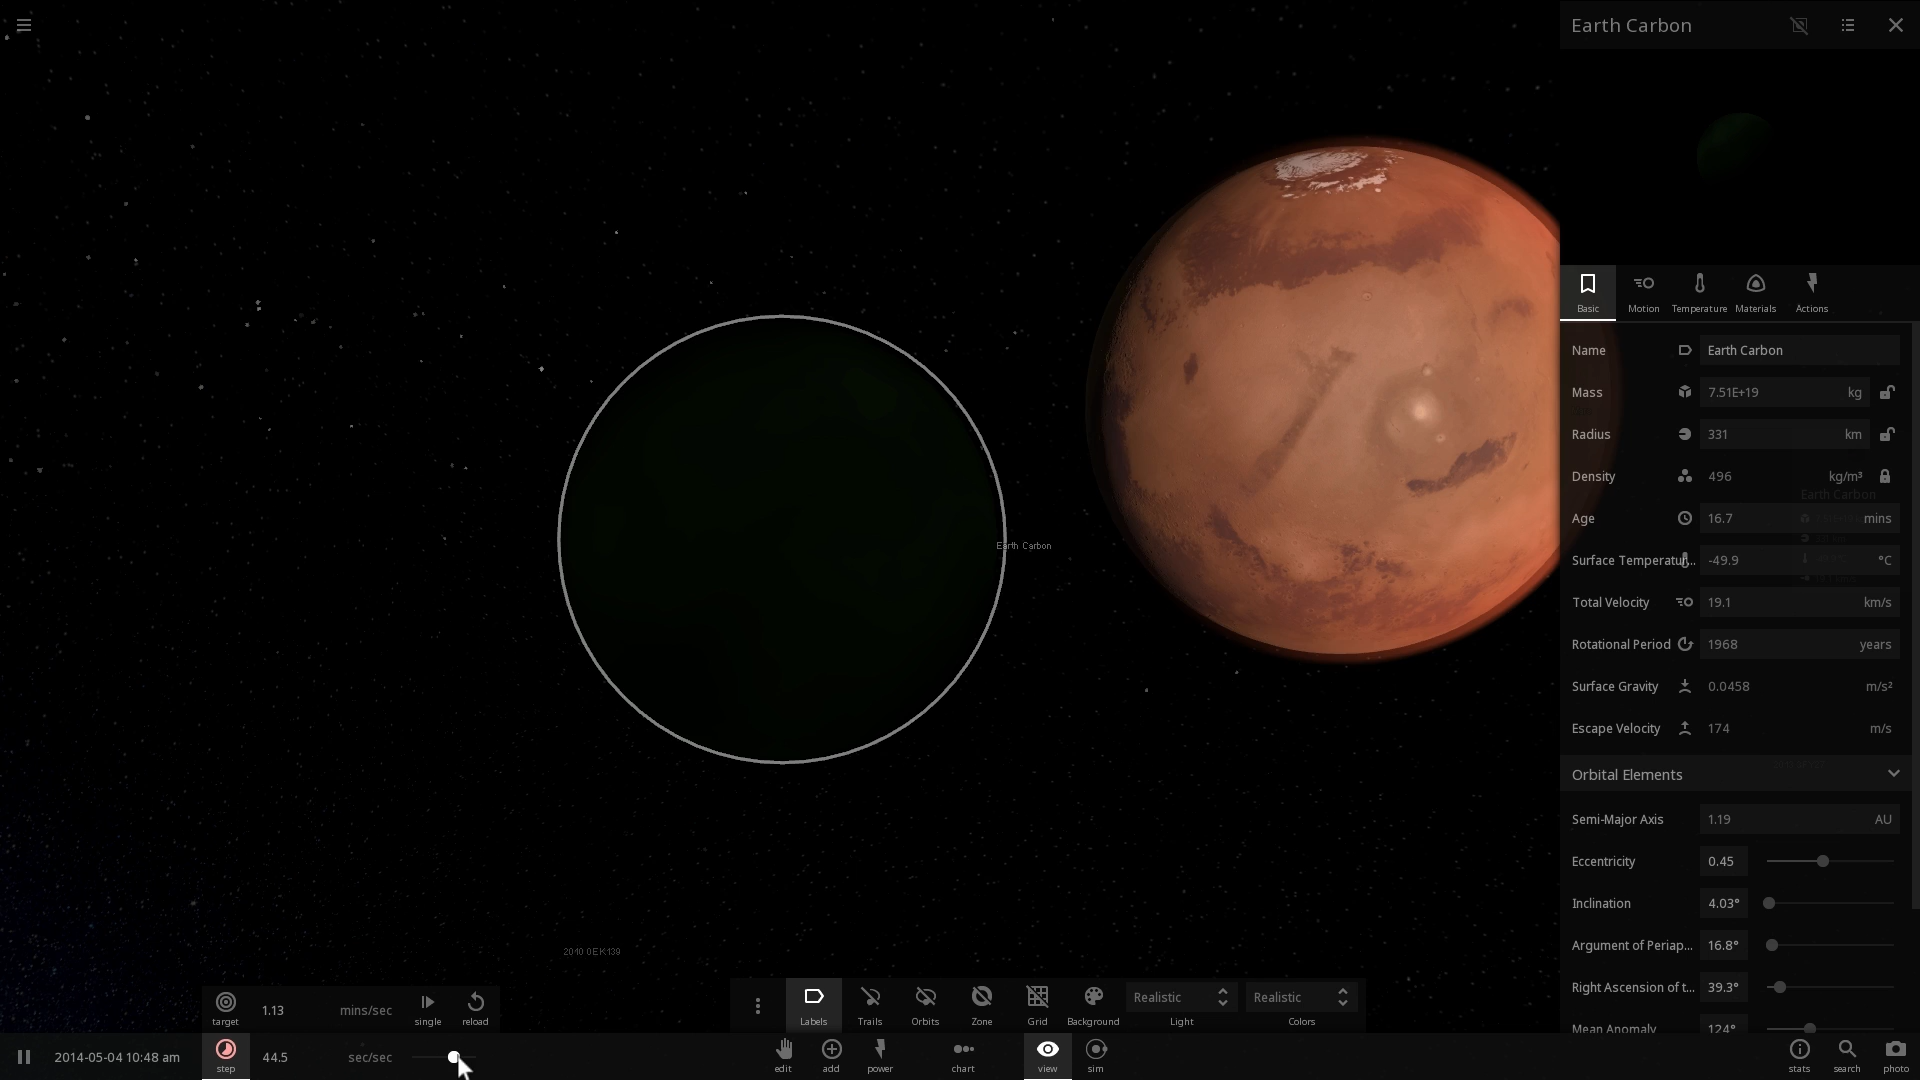 Earth Carbon
Basic
Motion
Temperature
Materials
Actions
Name Earth Carbon
Mass 7.51E+19 kg
Radius 331 km
Density 496 kg/m³
Earth Carbon
Age 16.7 mins
Surface Temperatur... -49.9 °C
Total Velocity 19.1 km/s
Rotational Period 1968 years
Surface Gravity 0.0458 m/s²
Escape Velocity 174 m/s
Orbital Elements
Semi-Major Axis 1.19 AU
Eccentricity 0.45
Inclination 4.03°
Argument of Periap... 16.8°
Right Ascension of t... 39.3°
Mean Anomaly 124°
Earth Carbon
target 1.13 mins/sec single reload
Labels Trails Orbits Zone Grid Background
Realistic Light
Realistic Colors
2014-05-04 10:48 am
step 44.5 sec/sec
edit add power chart view sim
stats search photo